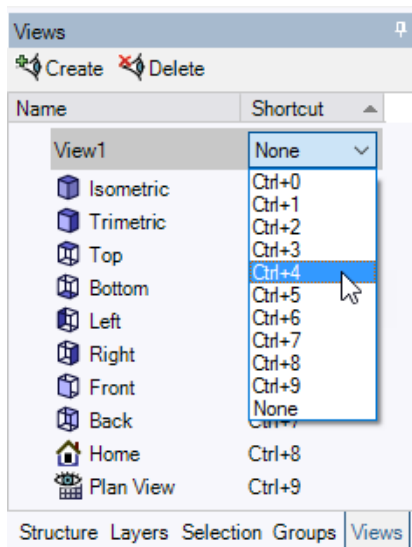 Views
Create Delete
Name Shortcut
View1 None
Ctrl+0
Isometric
Ctrl+1
Trimetric
Ctrl+2
Top
Ctrl+3
Ctrl+4
Bottom
Ctrl+5
Left
Ctrl+6
Right
Ctrl+7
Ctrl+8
Front
Ctrl+9
None
Back Ctrl+7
Home Ctrl+8
Plan View Ctrl+9
Structure Layers Selection Groups Views